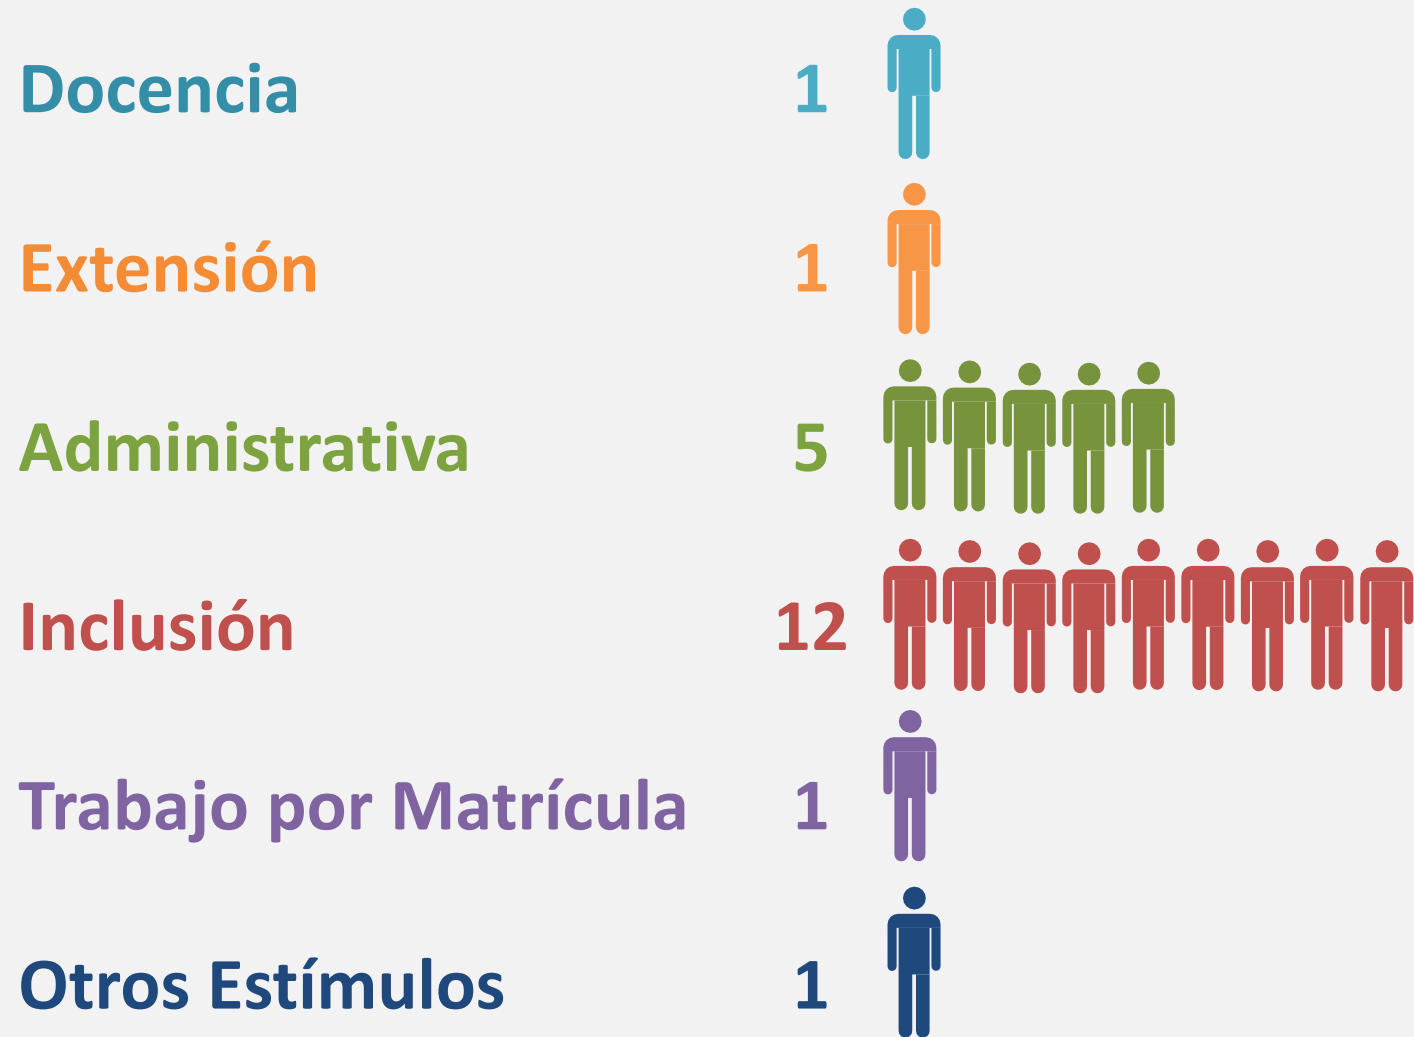 Docencia 1
Extensión 1
Administrativa 5
Inclusión 12
Trabajo por Matrícula 1
Otros Estímulos 1